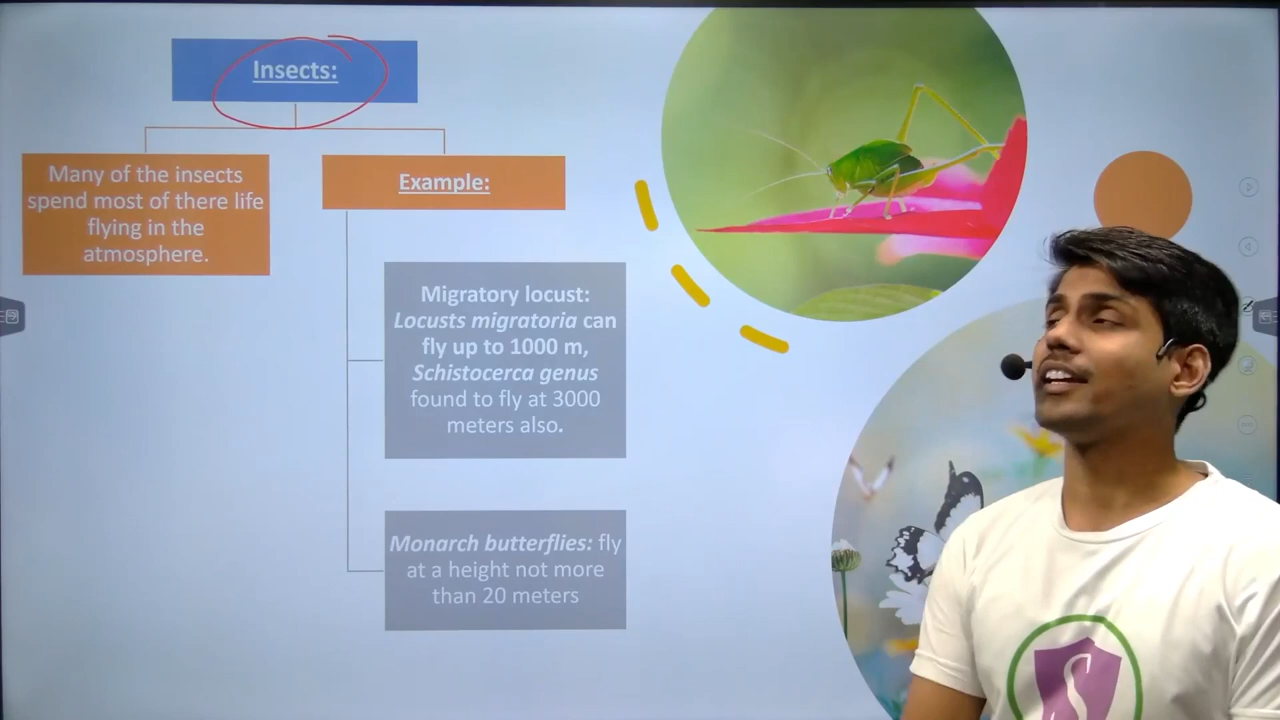 Insects:
Many of the insects
spend most of there life
flying in the
atmosphere.
Example:
Migratory locust:
Locusts migratoria can
fly up to 1000 m,
Schistocerca genus
found to fly at 3000
meters also.
Monarch butterflies: fly
at a height not more
than 20 meters
S